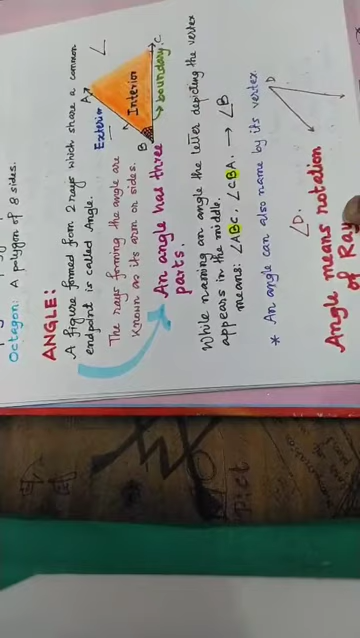 Octagon: A polygon of 8 sides.
ANGLE:
A figure formed from 2 rays which share a common
endpoint is called Angle.
The rays forming the angle are
known as its arm or sides.
An angle has three
parts.
A
Exterior
Interior
B
C
→ boundary
While naming an angle the letter depicting the vertex
appears in the middle.
means: ∠ABC. ∠CBA. → ∠B
* An angle can also name by its vertex.
∠D.
D
Angle means notation
of Ray
pict